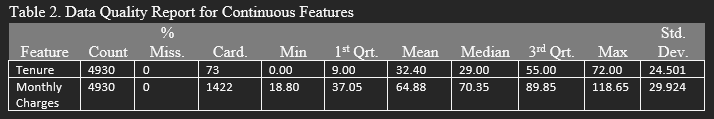 Table 2. Data Quality Report for Continuous Features
Feature Count % Miss. Card. Min 1st Qrt. Mean Median 3rd Qrt. Max Std. Dev.
Tenure 4930 0 73 0.00 9.00 32.40 29.00 55.00 72.00 24.501
Monthly Charges 4930 0 1422 18.80 37.05 64.88 70.35 89.85 118.65 29.924